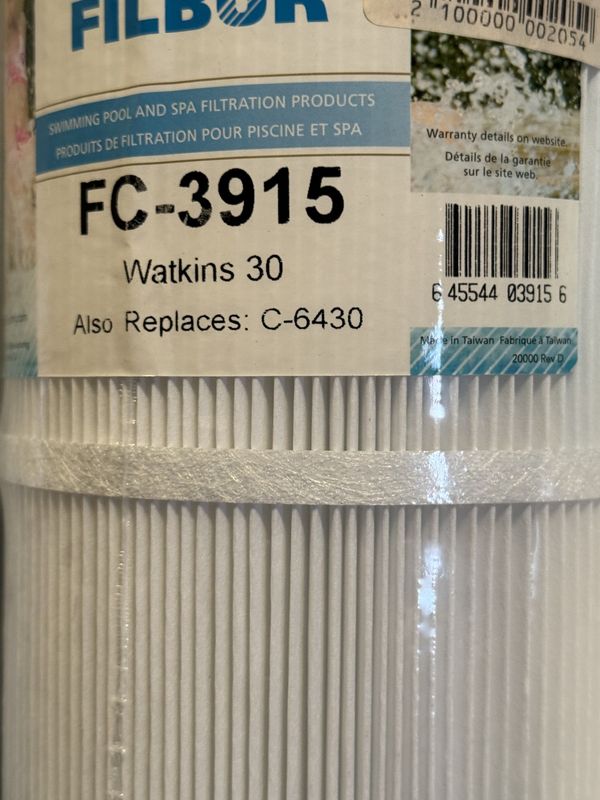 FILBUR
2 100000 002054
SWIMMING POOL AND SPA FILTRATION PRODUCTS
PRODUITS DE FILTRATION POUR PISCINE ET SPA
FC-3915
Watkins 30
Also Replaces: C-6430
Warranty details on website.
Détails de la garantie
sur le site web.
6 45544 03915 6
Made in Taiwan Fabriqué à Taiwan
20000 Rev D